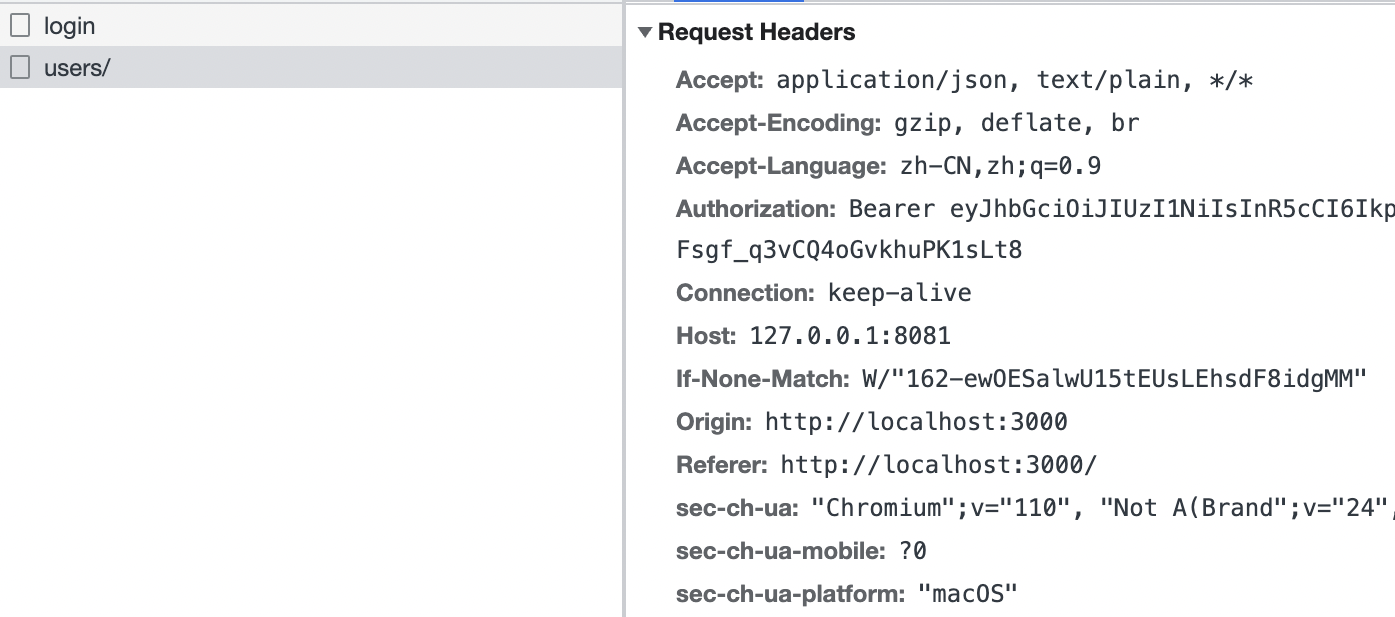 login
users/
Request Headers
Accept: application/json, text/plain, */*
Accept-Encoding: gzip, deflate, br
Accept-Language: zh-CN,zh;q=0.9
Authorization: Bearer eyJhbGciOiJIUzI1NiIsInR5cCI6Ikp
Fsgf_q3vCQ4oGvkhuPK1sLt8
Connection: keep-alive
Host: 127.0.0.1:8081
If-None-Match: W/"162-ewOESalwU15tEUsLEhsdF8idgMM"
Origin: http://localhost:3000
Referer: http://localhost:3000/
sec-ch-ua: "Chromium";v="110", "Not A(Brand";v="24",
sec-ch-ua-mobile: ?0
sec-ch-ua-platform: "macOS"